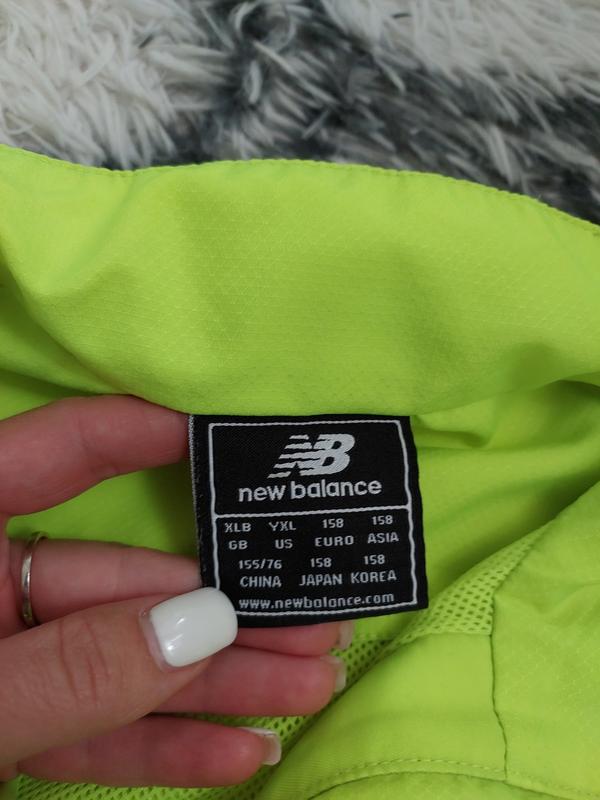 NB
new balance
XLB YXL 158 158
GB US EURO ASIA
155/76 158 158
CHINA JAPAN KOREA
www.newbalance.com